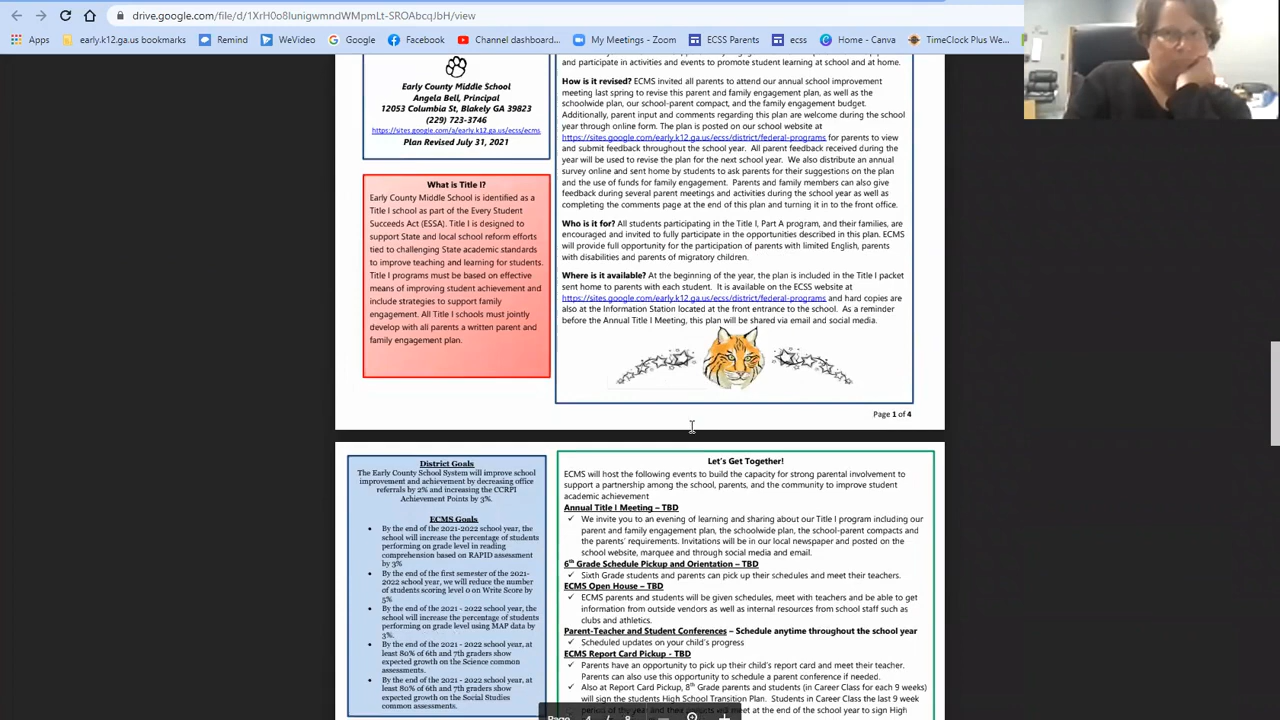 drive.google.com/file/d/1XrH0o8IunigwmndWMpmLt-SROAbcqJbH/view
Apps early.k12.ga.us bookmarks Remind WeVideo Google Facebook Channel dashboard... My Meetings - Zoom ECSS Parents ecss Home - Canva TimeClock Plus We...
Early County Middle School
Angela Bell, Principal
12053 Columbia St, Blakely GA 39823
(229) 723-3746
https://sites.google.com/a/early.k12.ga.us/ecss/ecms
Plan Revised July 31, 2021
What is Title I?
Early County Middle School is identified as a
Title I school as part of the Every Student
Succeeds Act (ESSA). Title I is designed to
support State and local school reform efforts
tied to challenging State academic standards
to improve teaching and learning for students.
Title I programs must be based on effective
means of improving student achievement and
include strategies to support family
engagement. All Title I schools must jointly
develop with all parents a written parent and
family engagement plan.
and participate in activities and events to promote student learning at school and at home.
How is it revised? ECMS invited all parents to attend our annual school improvement
meeting last spring to revise this parent and family engagement plan, as well as the
schoolwide plan, our school-parent compact, and the family engagement budget.
Additionally, parent input and comments regarding this plan are welcome during the school
year through online form. The plan is posted on our school website at
https://sites.google.com/early.k12.ga.us/ecss/district/federal-programs for parents to view
and submit feedback throughout the school year. All parent feedback received during the
year will be used to revise the plan for the next school year. We also distribute an annual
survey online and sent home by students to ask parents for their suggestions on the plan
and the use of funds for family engagement. Parents and family members can also give
feedback during several parent meetings and activities during the school year as well as
completing the comments page at the end of this plan and turning it in to the front office.
Who is it for? All students participating in the Title I, Part A program, and their families, are
encouraged and invited to fully participate in the opportunities described in this plan. ECMS
will provide full opportunity for the participation of parents with limited English, parents
with disabilities and parents of migratory children.
Where is it available? At the beginning of the year, the plan is included in the Title I packet
sent home to parents with each student. It is available on the ECSS website at
https://sites.google.com/early.k12.ga.us/ecss/district/federal-programs and hard copies are
also at the Information Station located at the front entrance to the school. As a reminder
before the Annual Title I Meeting, this plan will be shared via email and social media.
Page 1 of 4
District Goals
The Early County School System will improve school
improvement and achievement by decreasing office
referrals by 2% and increasing the CCRPI
Achievement Points by 3%.
ECMS Goals
• By the end of the 2021-2022 school year, the
school will increase the percentage of students
performing on grade level in reading
comprehension based on RAPID assessment
by 3%
• By the end of the first semester of the 2021-
2022 school year, we will reduce the number
of students scoring level 0 on Write Score by
5%
• By the end of the 2021 - 2022 school year, the
school will increase the percentage of students
performing on grade level using MAP data by
3%.
• By the end of the 2021 - 2022 school year, at
least 80% of 6th and 7th graders show
expected growth on the Science common
assessments.
• By the end of the 2021 - 2022 school year, at
least 80% of 6th and 7th graders show
expected growth on the Social Studies
common assessments.
Let's Get Together!
ECMS will host the following events to build the capacity for strong parental involvement to
support a partnership among the school, parents, and the community to improve student
academic achievement
Annual Title I Meeting – TBD
✓ We invite you to an evening of learning and sharing about our Title I program including our
parent and family engagement plan, the schoolwide plan, the school-parent compacts and
the parents' requirements. Invitations will be in our local newspaper and posted on the
school website, marquee and through social media and email.
6th Grade Schedule Pickup and Orientation – TBD
✓ Sixth Grade students and parents can pick up their schedules and meet their teachers.
ECMS Open House – TBD
✓ ECMS parents and students will be given schedules, meet with teachers and be able to get
information from outside vendors as well as internal resources from school staff such as
clubs and athletics.
Parent-Teacher and Student Conferences – Schedule anytime throughout the school year
✓ Scheduled updates on your child's progress
ECMS Report Card Pickup - TBD
✓ Parents have an opportunity to pick up their child's report card and meet their teacher.
Parents can also use this opportunity to schedule a parent conference if needed.
✓ Also at Report Card Pickup, 8th Grade parents and students (in Career Class for each 9 weeks)
will sign the students High School Transition Plan. Students in Career Class the last 9 week
period of the year and their parents will meet at the end of the school year to sign High
Page 4 / 8